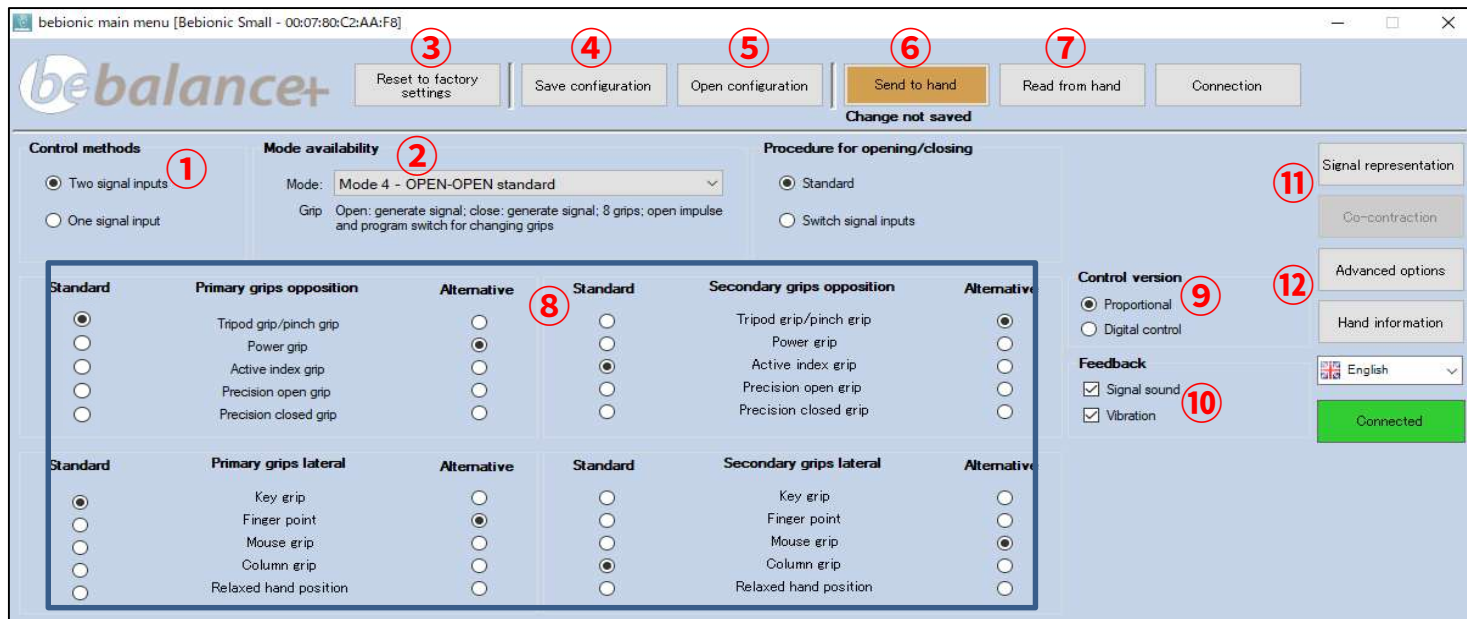 bebionic main menu [Bebionic Small - 00:07:80:C2:AA:F8]
bebalance+
③ ④ ⑤ ⑥ ⑦
Reset to factory settings
Save configuration
Open configuration
Send to hand
Read from hand
Connection
Change not saved
Control methods
①
Two signal inputs
One signal input
Mode availability
②
Mode: Mode 4 - OPEN-OPEN standard
Grip Open: generate signal; close: generate signal; 8 grips; open impulse
and program switch for changing grips
Procedure for opening/closing
Standard
Switch signal inputs
⑪
Signal representation
Co-contraction
⑫
Advanced options
Hand information
English
Connected
⑧
Standard Primary grips opposition Alternative
Tripod grip/pinch grip
Power grip
Active index grip
Precision open grip
Precision closed grip
Standard Secondary grips opposition Alternative
Tripod grip/pinch grip
Power grip
Active index grip
Precision open grip
Precision closed grip
Control version
⑨
Proportional
Digital control
Feedback
⑩
Signal sound
Vibration
Standard Primary grips lateral Alternative
Key grip
Finger point
Mouse grip
Column grip
Relaxed hand position
Standard Secondary grips lateral Alternative
Key grip
Finger point
Mouse grip
Column grip
Relaxed hand position